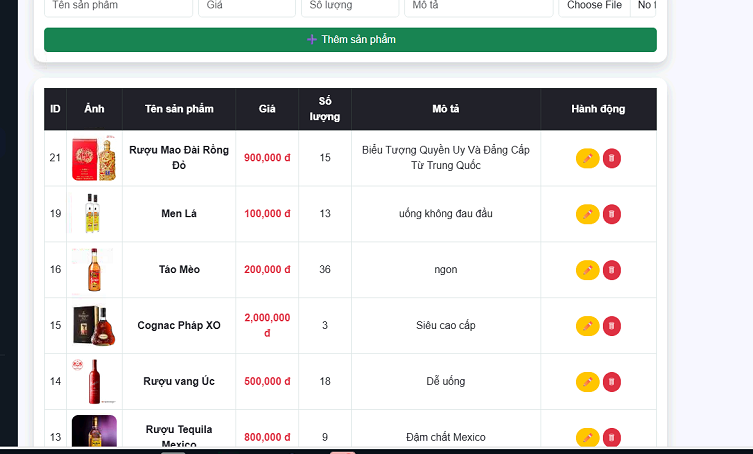 Tên sản phẩm Giá Số lượng Mô tả Choose File No f
Thêm sản phẩm
ID Ảnh Tên sản phẩm Giá Số lượng Mô tả Hành động
21 Rượu Mao Đài Rồng Đỏ 900,000 đ 15 Biểu Tượng Quyền Uy Và Đẳng Cấp Từ Trung Quốc
19 Men Lá 100,000 đ 13 uống không đau đầu
16 Táo Mèo 200,000 đ 36 ngon
15 Cognac Pháp XO 2,000,000 đ 3 Siêu cao cấp
14 Rượu vang Úc 500,000 đ 18 Dễ uống
13 Rượu Tequila Mexico 800,000 đ 9 Đậm chất Mexico